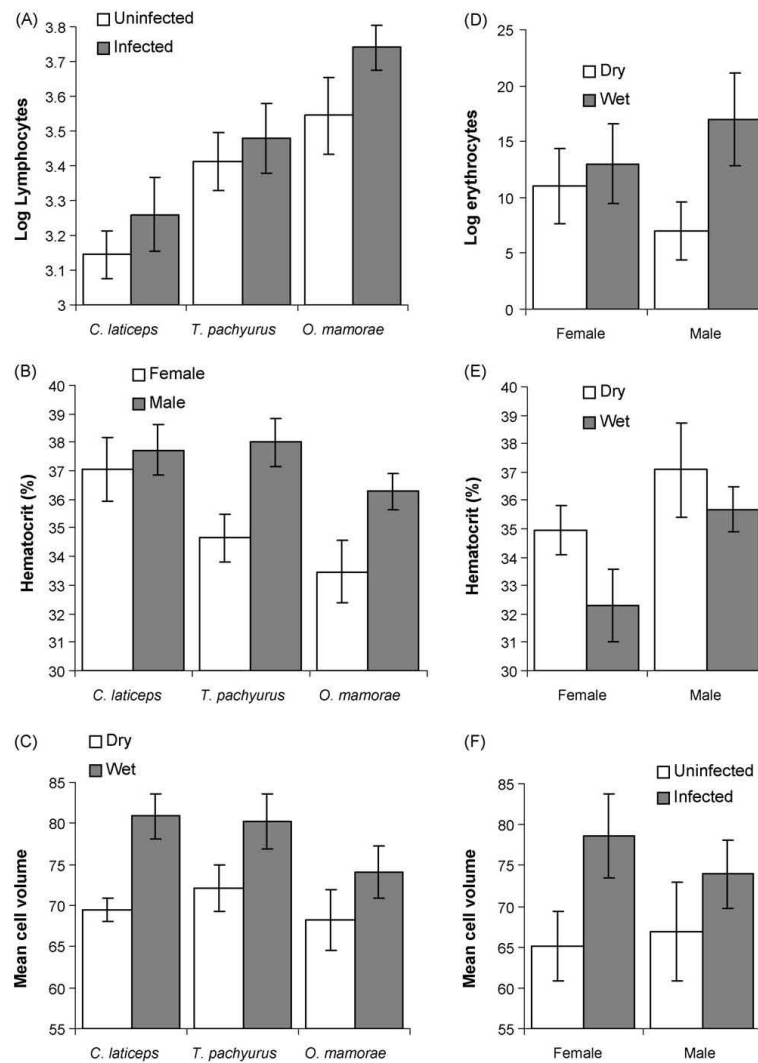 (A)
Uninfected
Infected
Log Lymphocytes
3.8
3.7
3.6
3.5
3.4
3.3
3.2
3.1
3
C. laticeps T. pachyurus O. mamorae
(B)
Female
Male
Hematocrit (%)
40
39
38
37
36
35
34
33
32
31
30
C. laticeps T. pachyurus O. mamorae
(C)
Dry
Wet
Mean cell volume
85
80
75
70
65
60
55
C. laticeps T. pachyurus O. mamorae
(D)
Dry
Wet
Log erythrocytes
25
20
15
10
5
0
Female Male
(E)
Dry
Wet
Hematocrit (%)
40
39
38
37
36
35
34
33
32
31
30
Female Male
(F)
Uninfected
Infected
Mean cell volume
85
80
75
70
65
60
55
Female Male